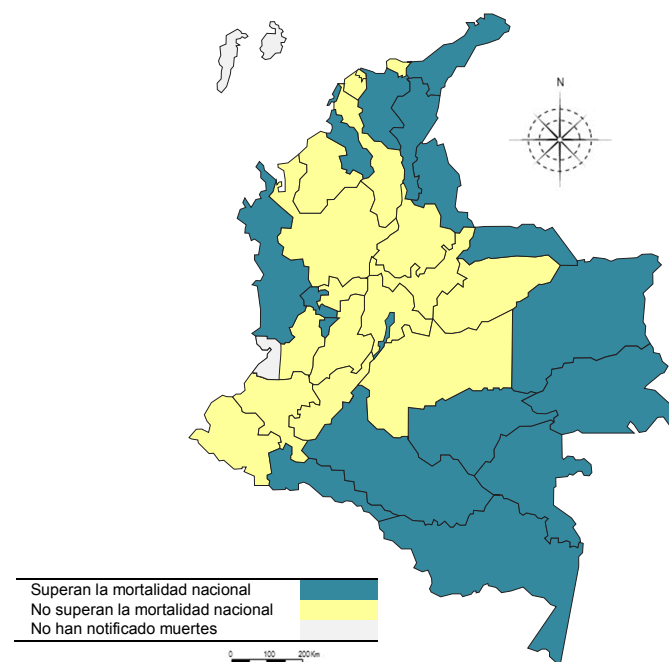 N
Superan la mortalidad nacional
No superan la mortalidad nacional
No han notificado muertes
0 100 200 Km